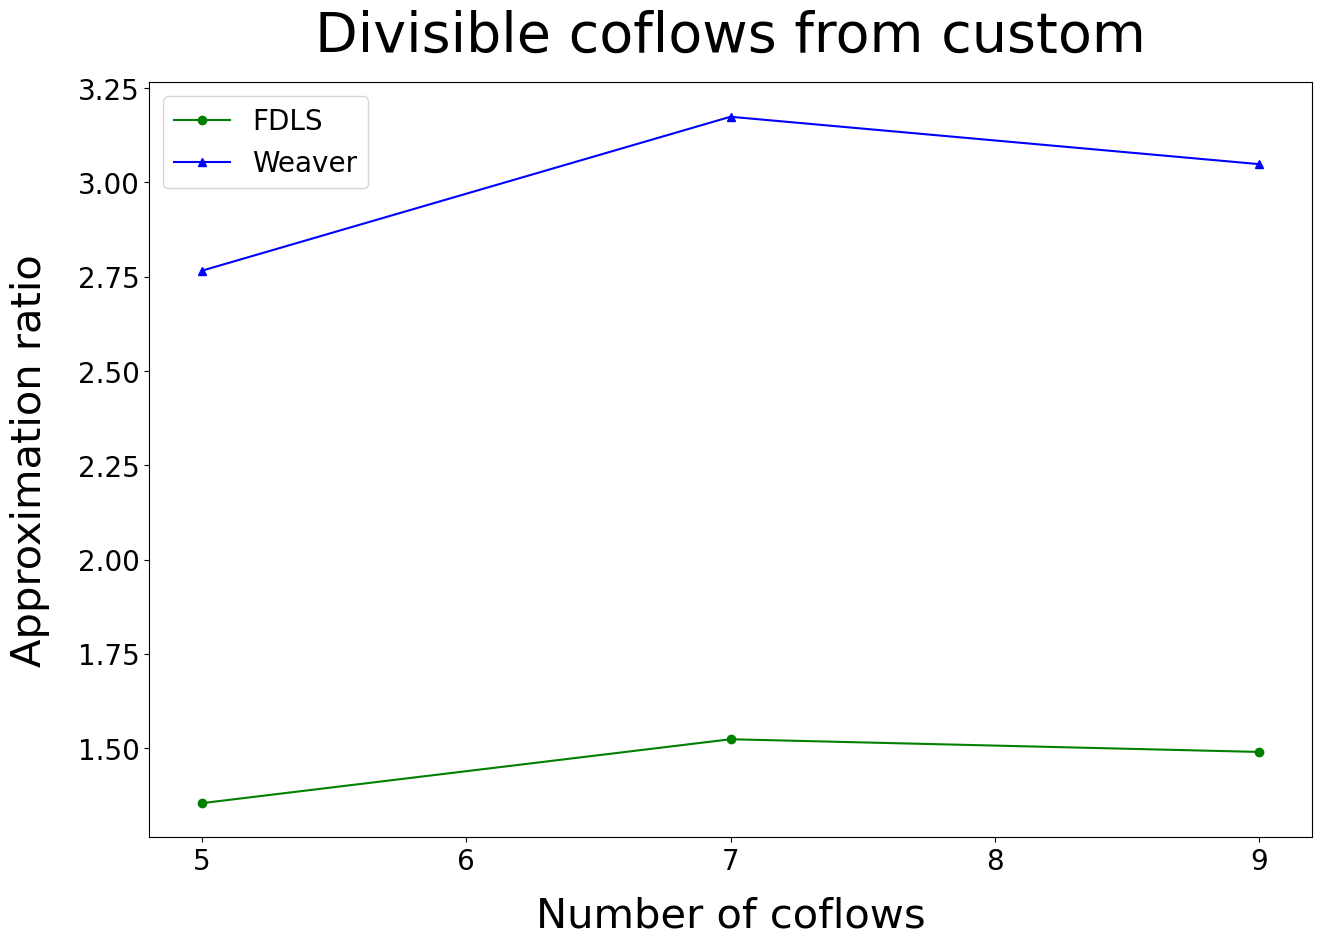 Divisible coflows from custom
FDLS
Weaver
Approximation ratio
3.25
3.00
2.75
2.50
2.25
2.00
1.75
1.50
5 6 7 8 9
Number of coflows